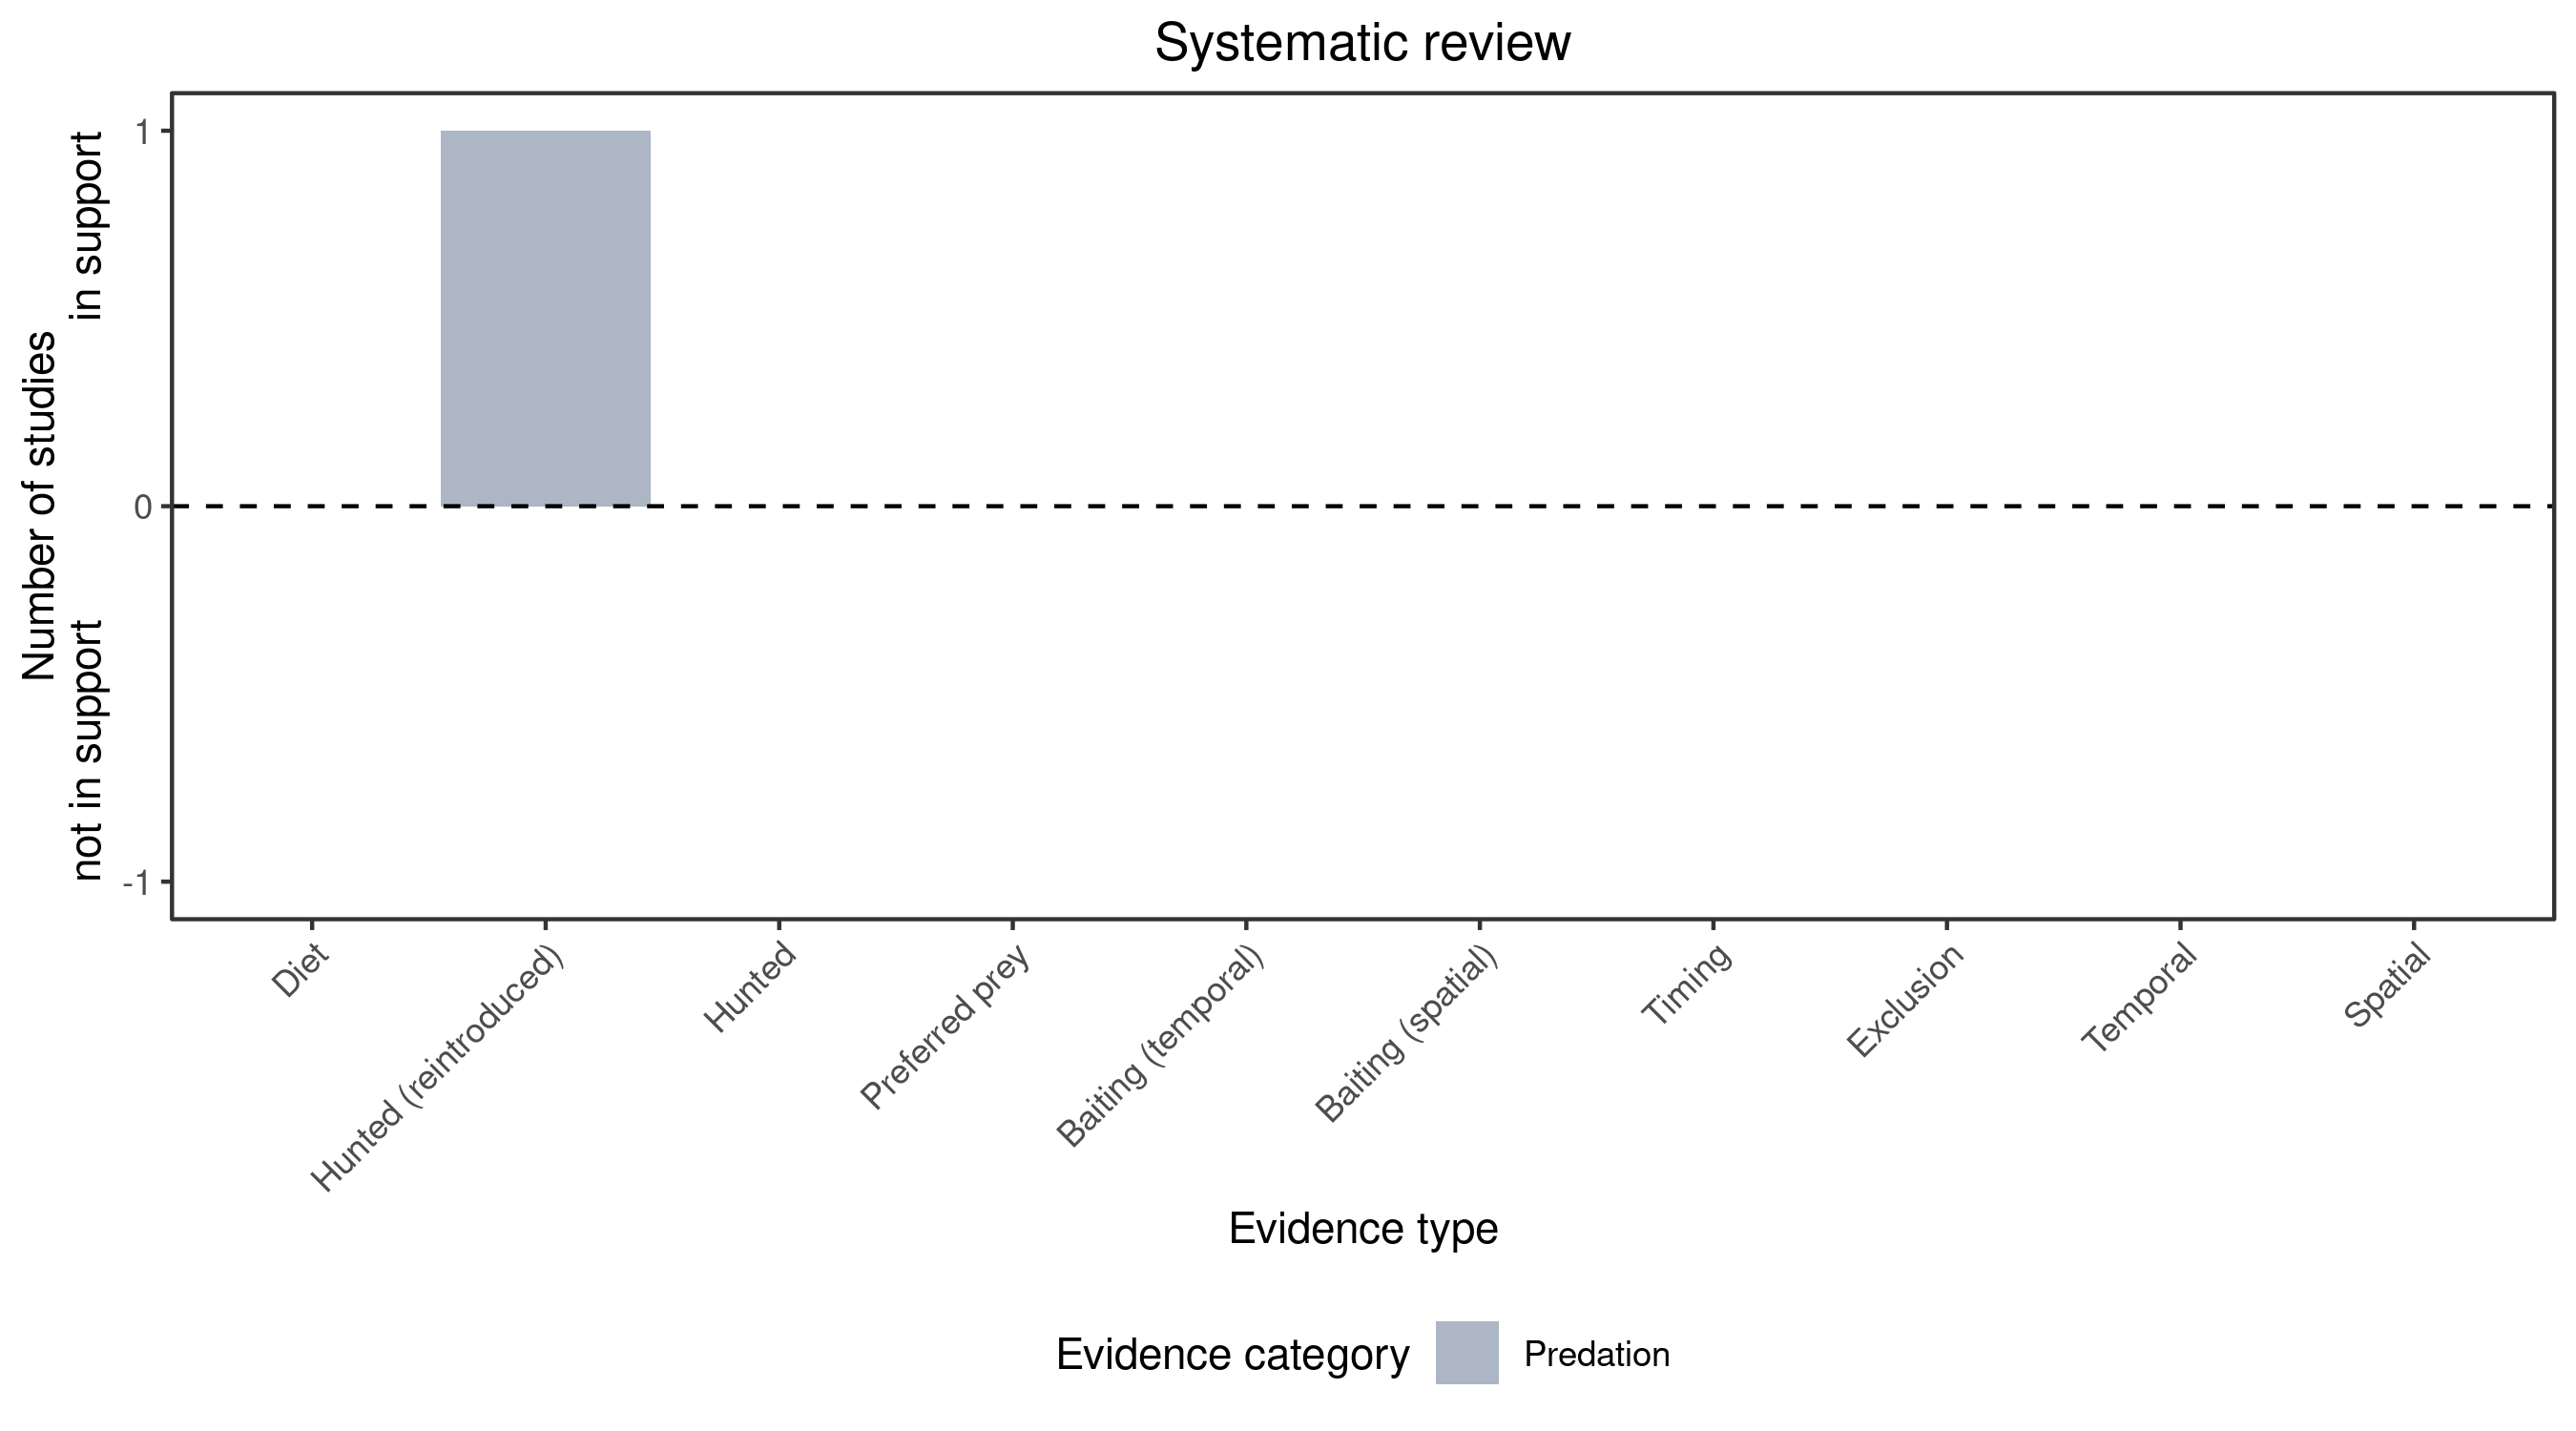 Systematic review
Number of studies
not in support in support
1
0
-1
Diet
Hunted (reintroduced)
Hunted
Preferred prey
Baiting (temporal)
Baiting (spatial)
Timing
Exclusion
Temporal
Spatial
Evidence type
Evidence category Predation